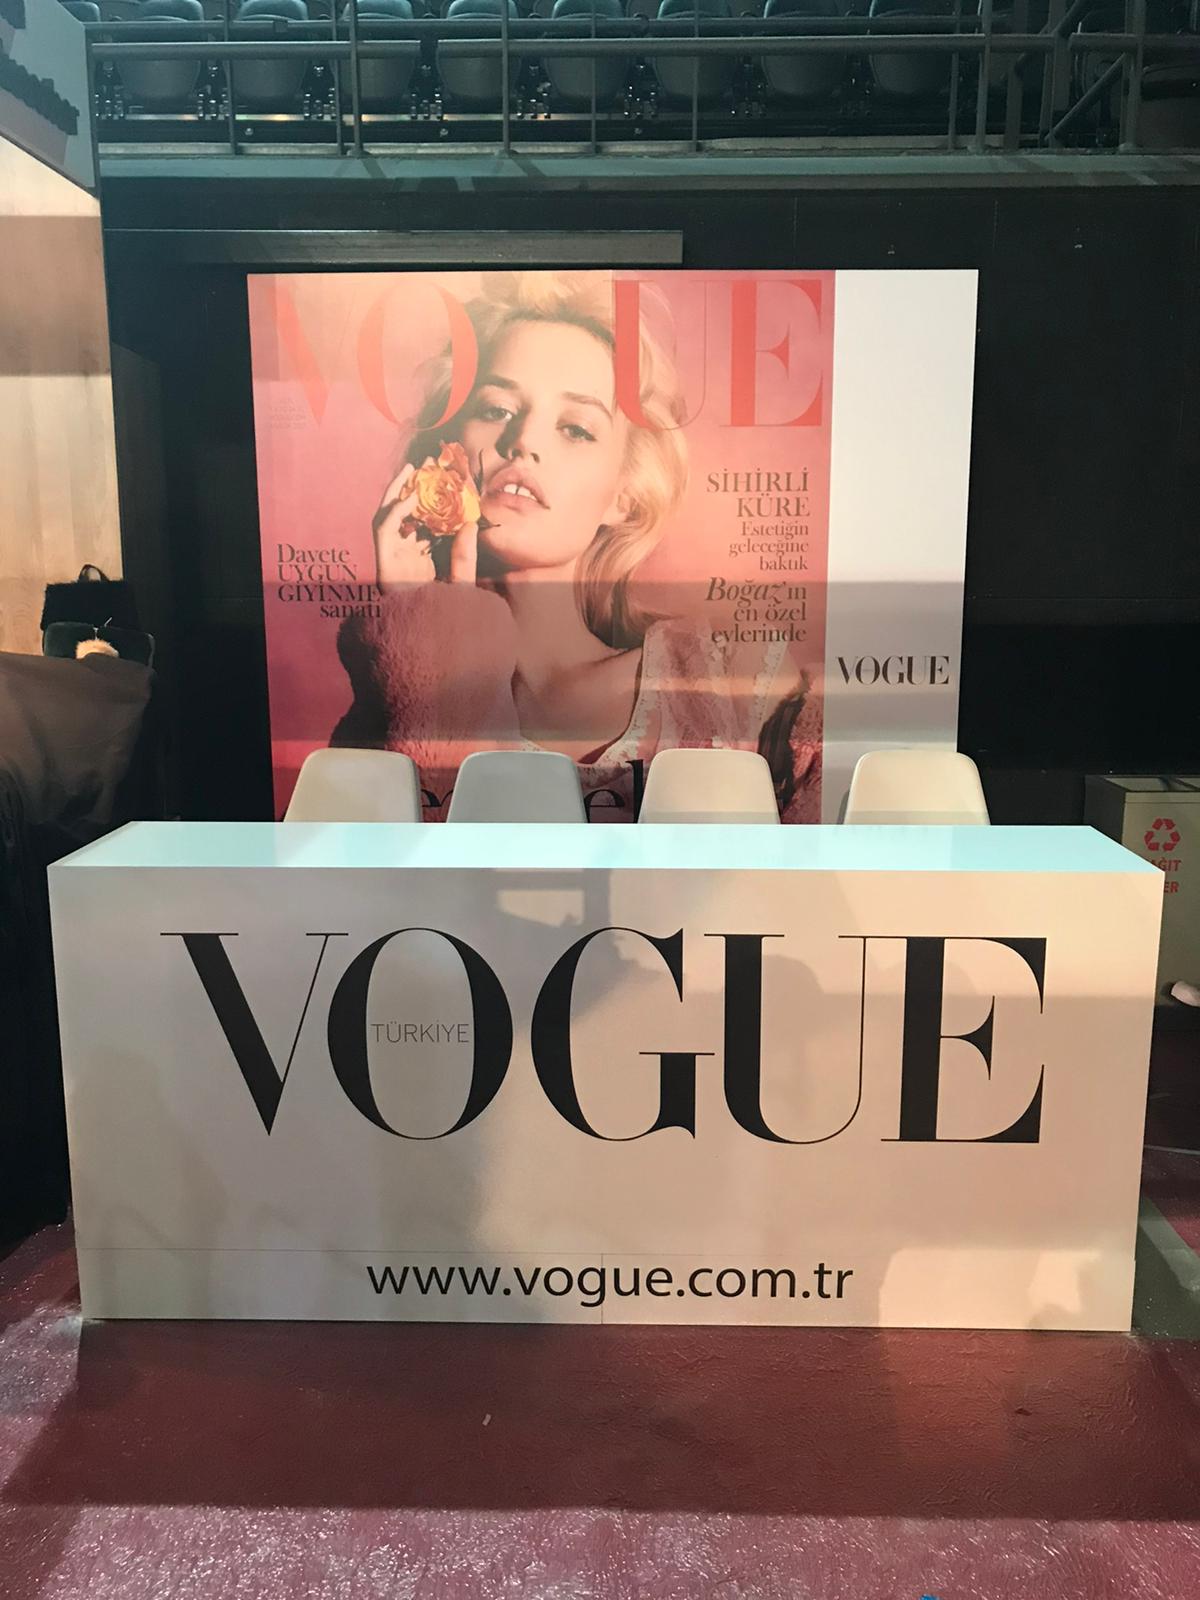 VOGUE
Davete
UYGUN
GİYİNME
sanatı
SİHİRLİ
KÜRE
Estetiğin
geleceğine
baktık
Boğaz'ın
en özel
evlerinde
VOGUE
VOGUE
TÜRKİYE
www.vogue.com.tr